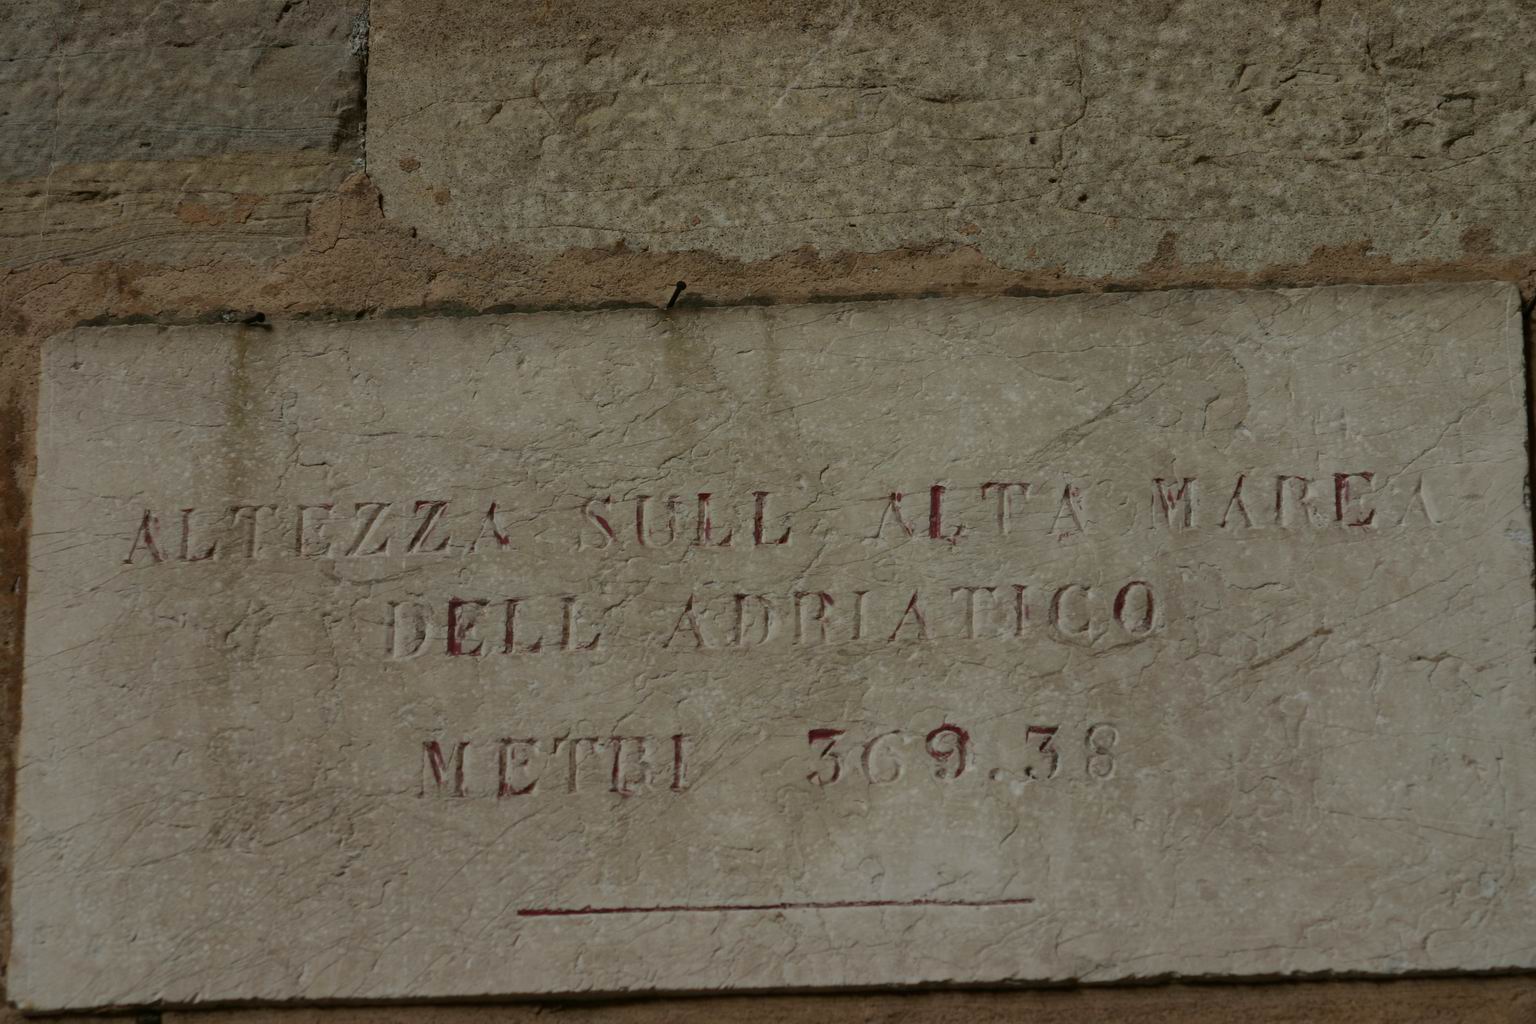 ALTEZZA SULL ALTA MAREA
DELL ADRIATICO
METRI 369.38